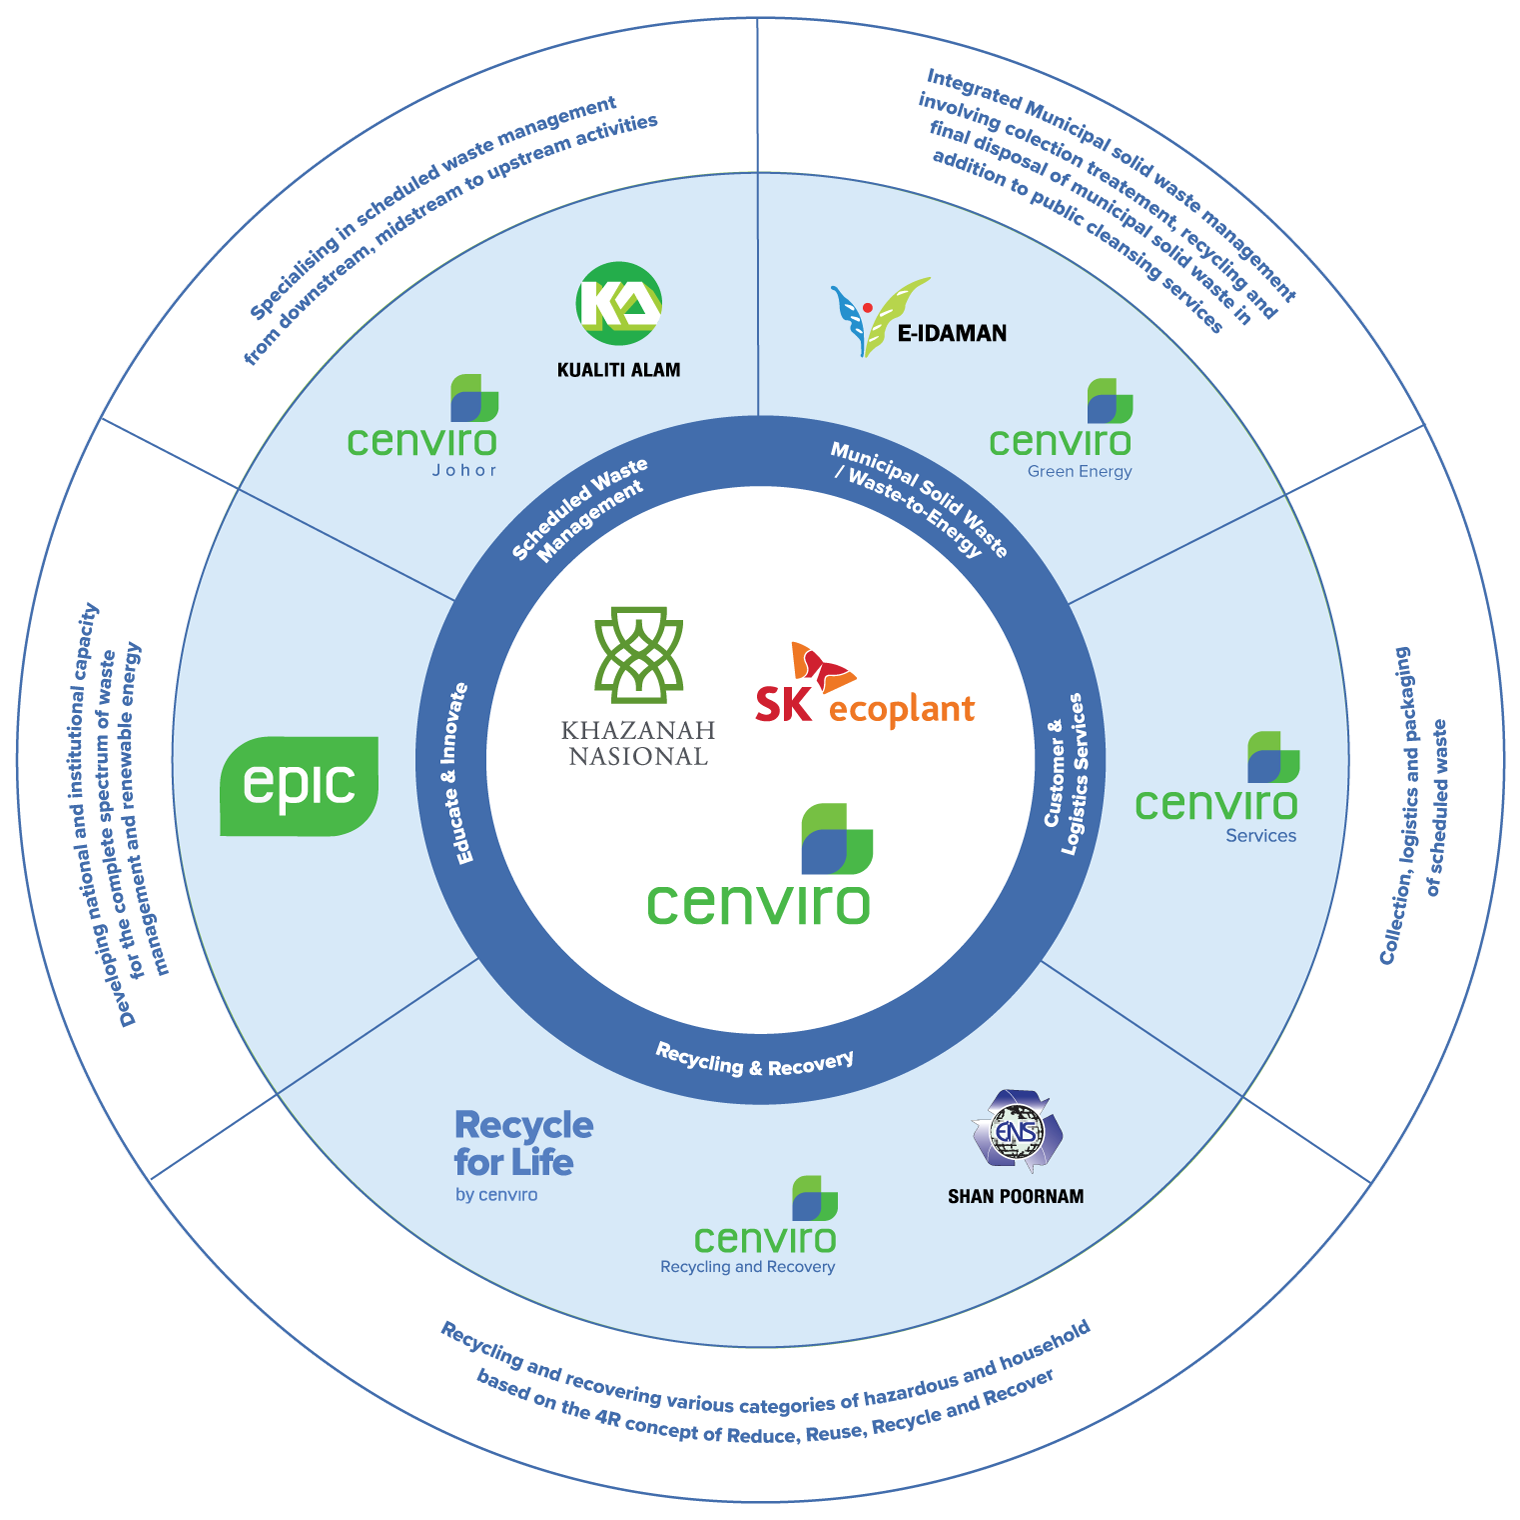 Specialising in scheduled waste management
from downstream, midstream to upstream activities
KUALITI ALAM
cenviro
Johor
Scheduled Waste
Management
Integrated Municipal solid waste management
involving colection treatement, recycling and
final disposal of municipal solid waste in
addition to public cleansing services
E-IDAMAN
cenviro
Green Energy
Municipal Solid Waste
/ Waste-to-Energy
Collection, logistics and packaging
of scheduled waste
cenviro
Services
Customer &
Logistics Services
Recycling & Recovery
Recycle
for Life
by cenviro
cenviro
Recycling and Recovery
ENS
SHAN POORNAM
Recycling and recovering various categories of hazardous and household
based on the 4R concept of Reduce, Reuse, Recycle and Recover
Developing national and institutional capacity
for the complete spectrum of waste
management and renewable energy
management
epic
Educate & Innovate
KHAZANAH
NASIONAL
SK ecoplant
cenviro
KA